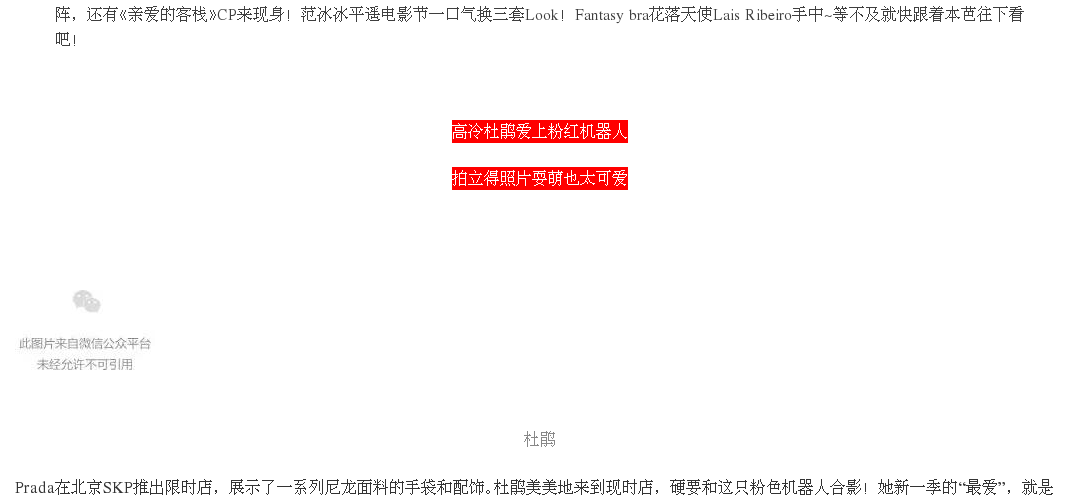 阵，还有《亲爱的客栈》CP来现身！范冰冰平遥电影节一口气换三套Look！Fantasy bra花落天使Lais Ribeiro手中~等不及就快跟着本芭往下看
吧！
高冷杜鹃爱上粉红机器人
拍立得照片耍萌也太可爱
此图片来自微信公众平台
未经允许不可引用
杜鹃
Prada在北京SKP推出限时店，展示了一系列尼龙面料的手袋和配饰。杜鹃美美地来到现时店，硬要和这只粉色机器人合影！她新一季的“最爱”，就是